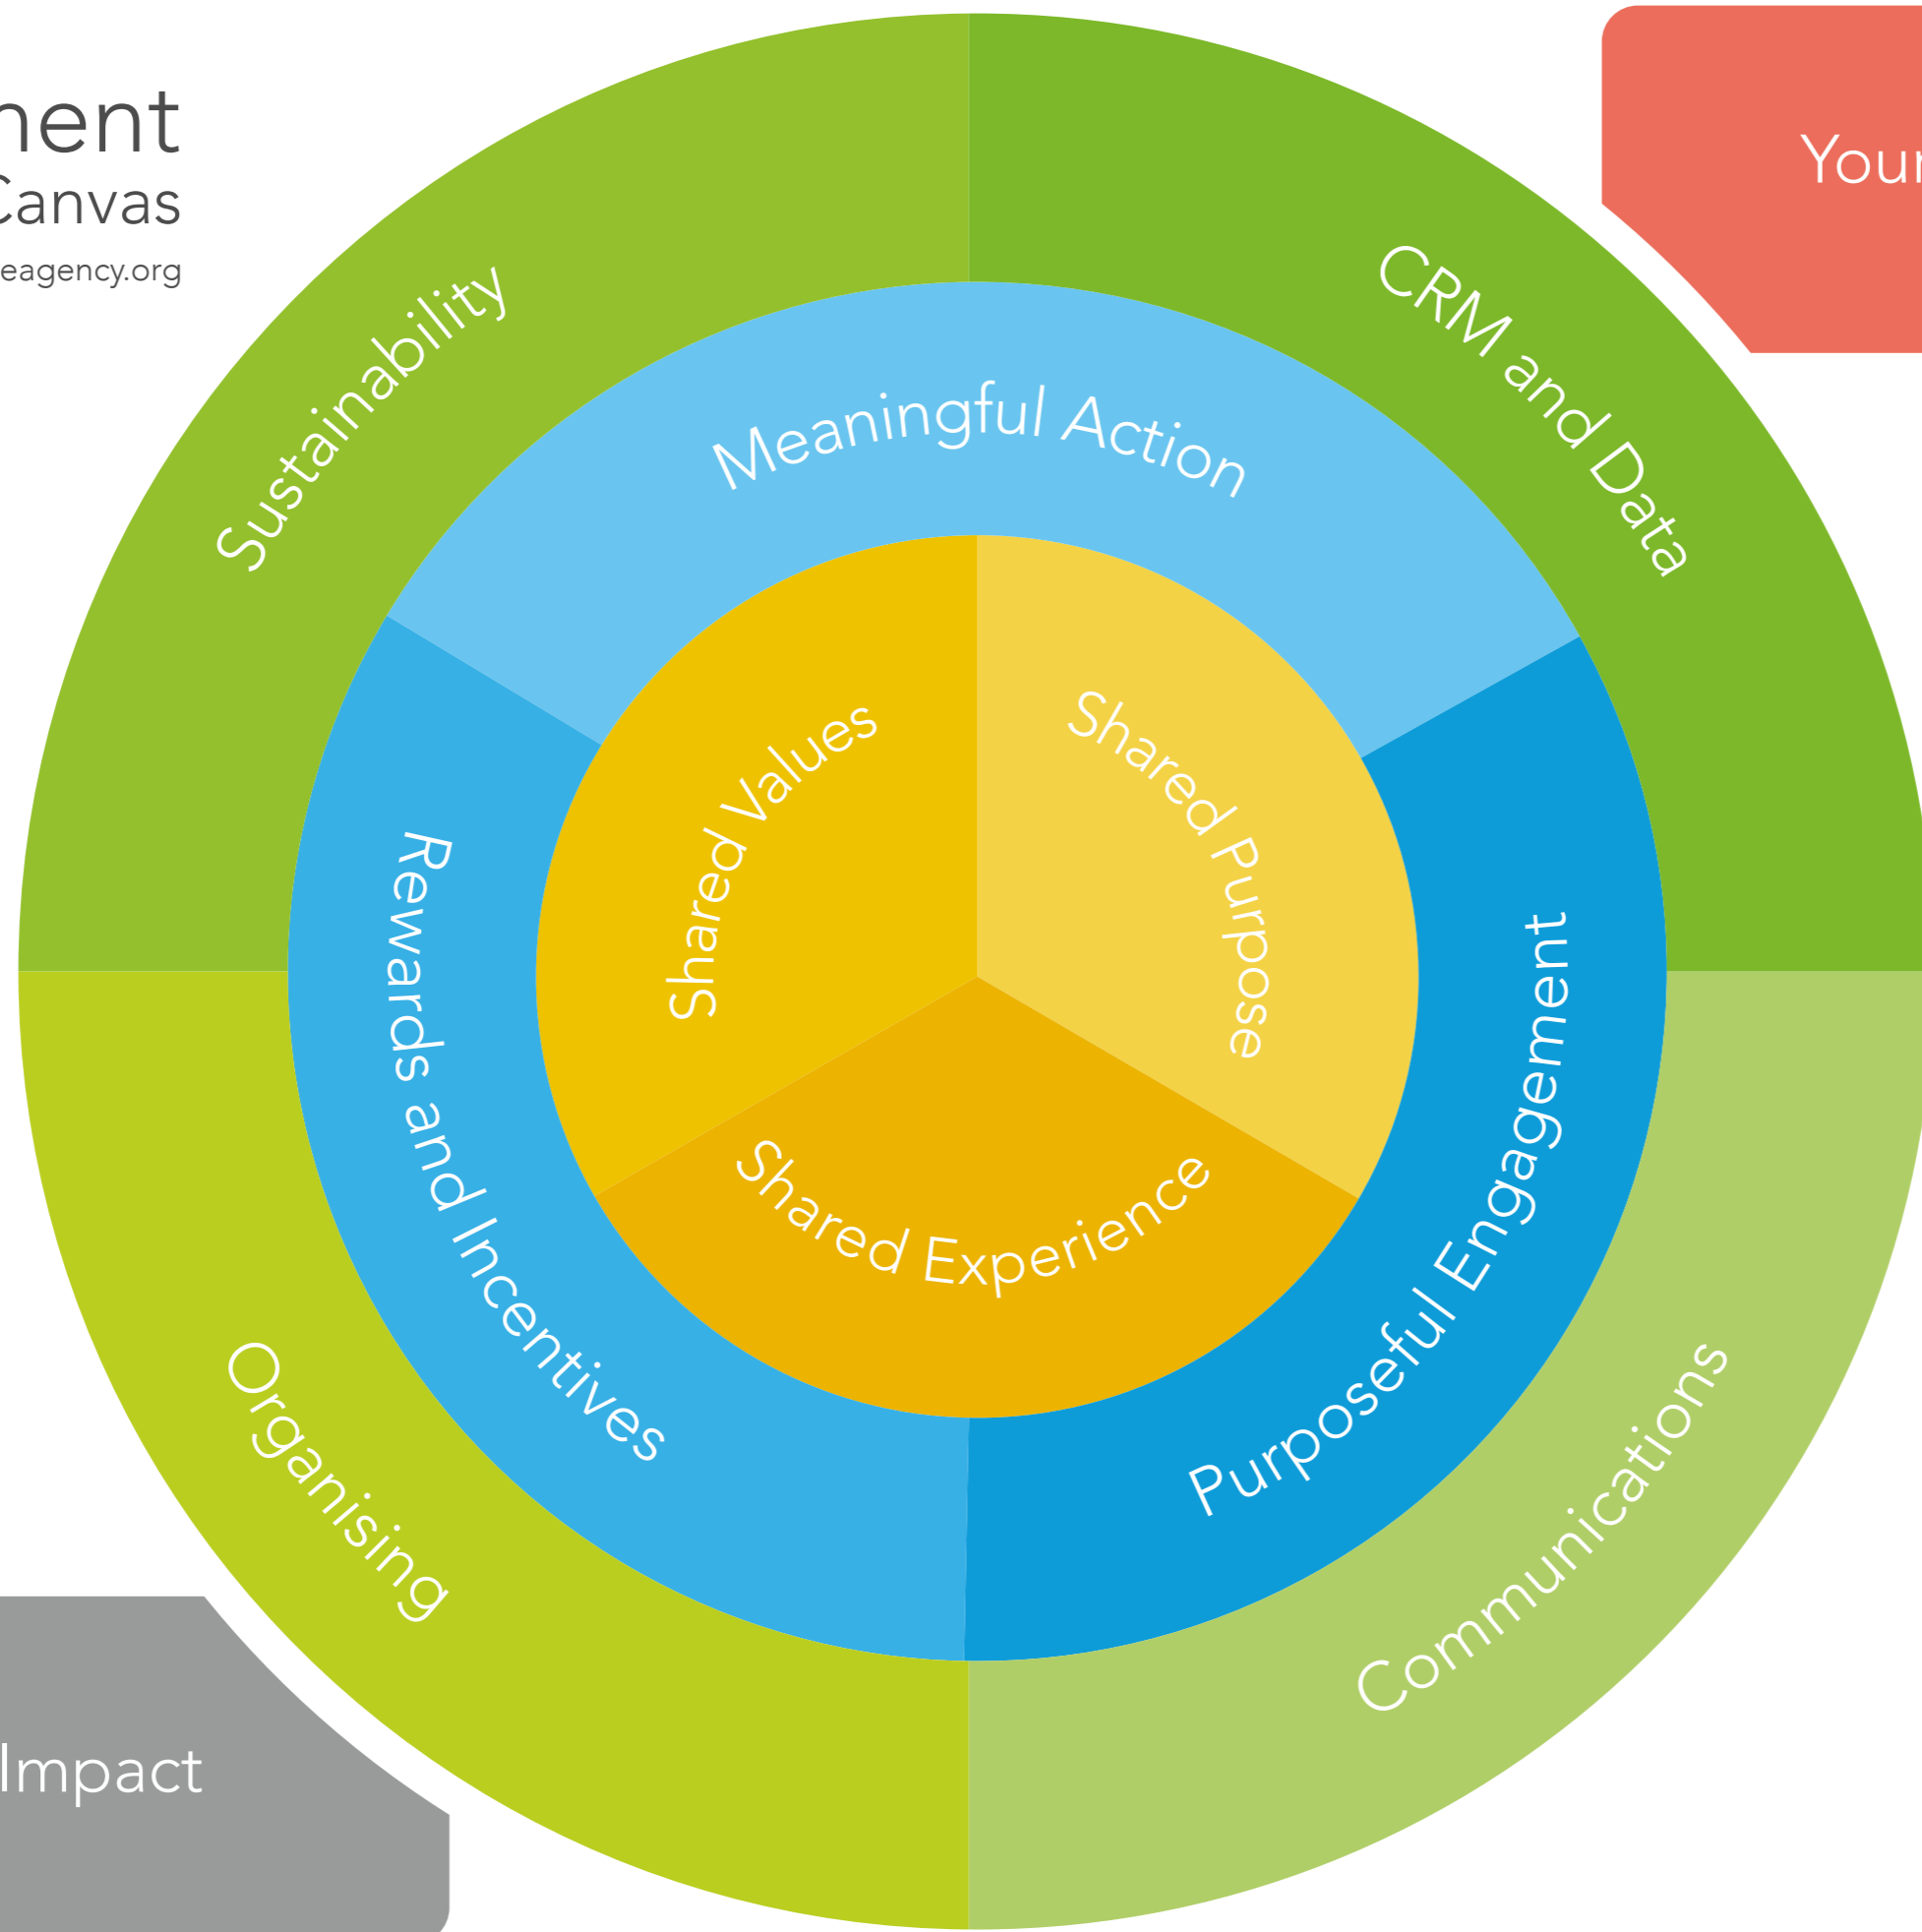 nent
Canvas
eagency.org
Your
Sustainability
CRM and Data
Meaningful Action
Shared Values
Shared Purpose
Rewards and Incentives
Purposeful Engagement
Shared Experience
Organising
Communications
Impact